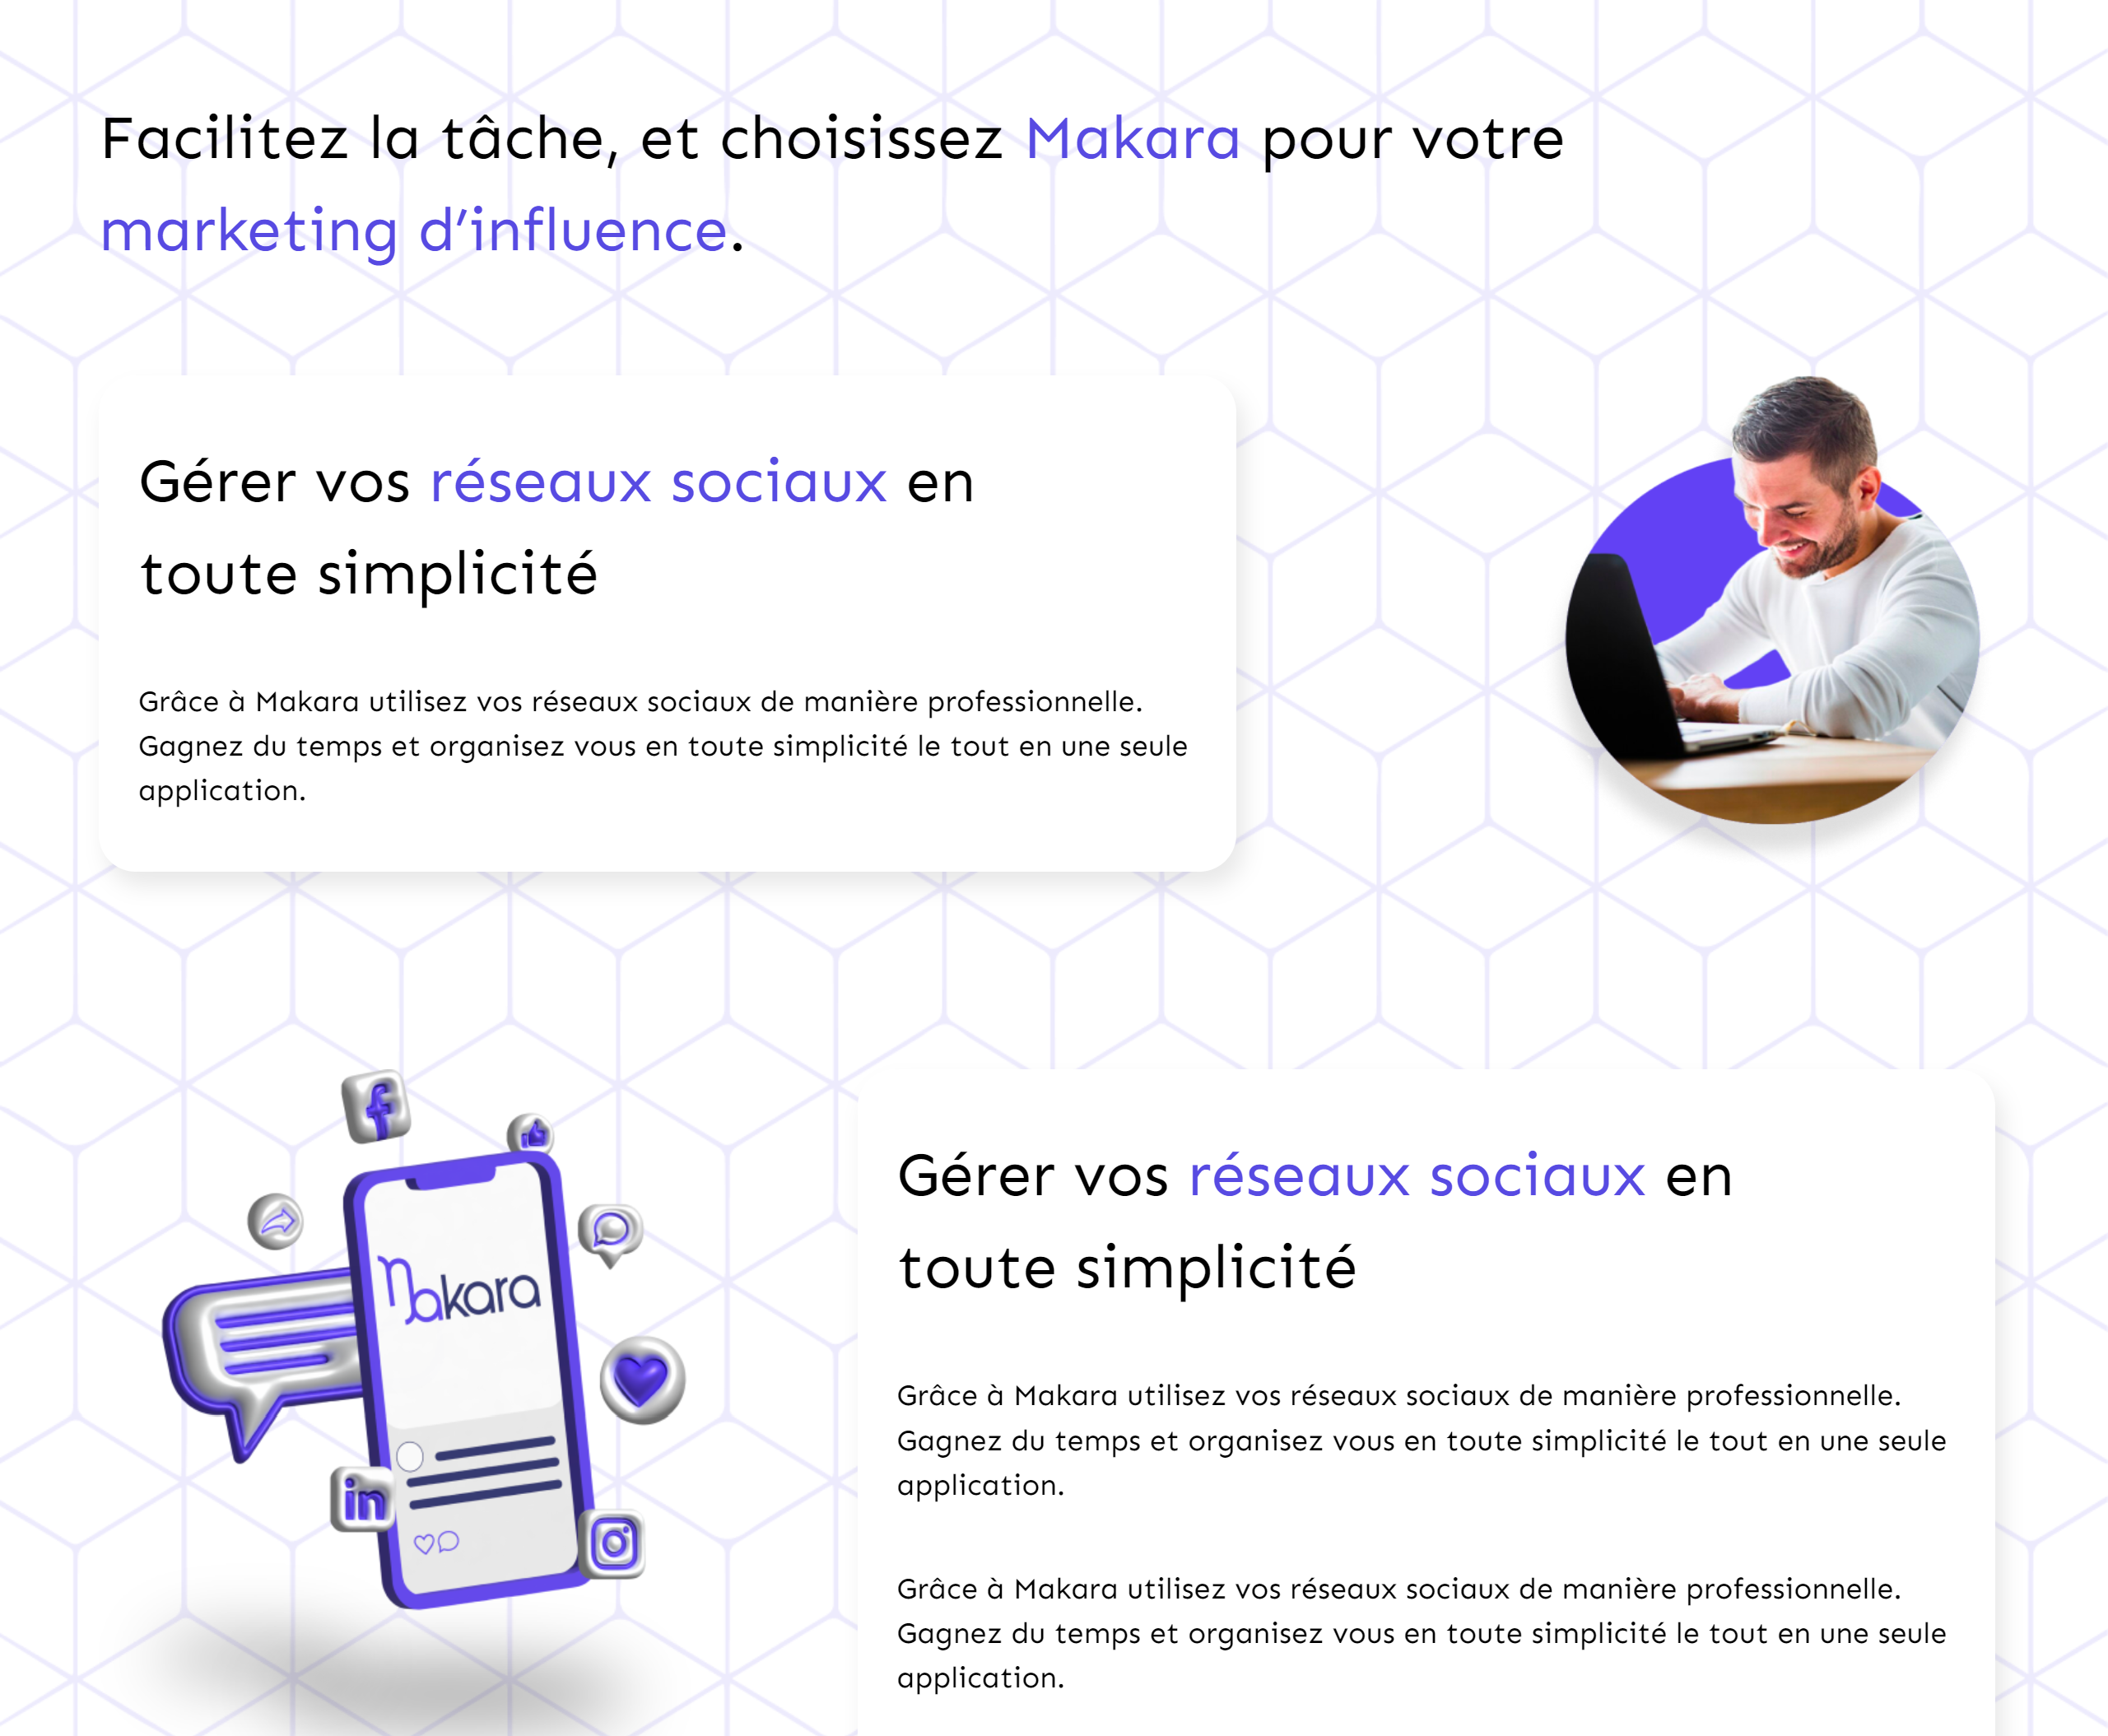 Facilitez la tâche, et choisissez Makara pour votre
marketing d’influence.
Gérer vos réseaux sociaux en
toute simplicité
Grâce à Makara utilisez vos réseaux sociaux de manière professionnelle.
Gagnez du temps et organisez vous en toute simplicité le tout en une seule
application.
f
makara
in
Gérer vos réseaux sociaux en
toute simplicité
Grâce à Makara utilisez vos réseaux sociaux de manière professionnelle.
Gagnez du temps et organisez vous en toute simplicité le tout en une seule
application.
Grâce à Makara utilisez vos réseaux sociaux de manière professionnelle.
Gagnez du temps et organisez vous en toute simplicité le tout en une seule
application.